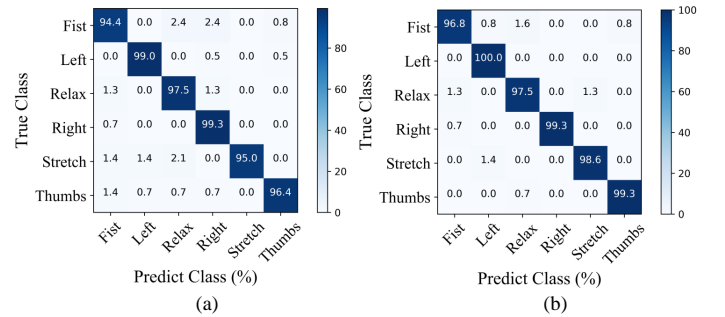 True Class
Fist 94.4 0.0 2.4 2.4 0.0 0.8
Left 0.0 99.0 0.0 0.5 0.0 0.5
Relax 1.3 0.0 97.5 1.3 0.0 0.0
Right 0.7 0.0 0.0 99.3 0.0 0.0
Stretch 1.4 1.4 2.1 0.0 95.0 0.0
Thumbs 1.4 0.7 0.7 0.7 0.0 96.4
Fist Left Relax Right Stretch Thumbs
Predict Class (%)
80
60
40
20
0
(a)
True Class
Fist 96.8 0.8 1.6 0.0 0.0 0.8
Left 0.0 100.0 0.0 0.0 0.0 0.0
Relax 1.3 0.0 97.5 0.0 1.3 0.0
Right 0.7 0.0 0.0 99.3 0.0 0.0
Stretch 0.0 1.4 0.0 0.0 98.6 0.0
Thumbs 0.0 0.0 0.7 0.0 0.0 99.3
Fist Left Relax Right Stretch Thumbs
Predict Class (%)
100
80
60
40
20
0
(b)